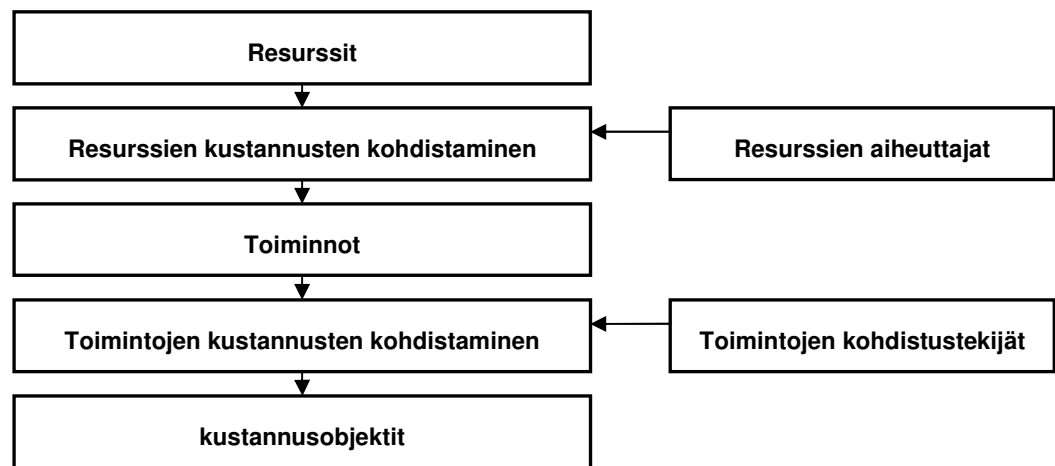 Resurssit
Resurssien kustannusten kohdistaminen
Resurssien aiheuttajat
Toiminnot
Toimintojen kustannusten kohdistaminen
Toimintojen kohdistustekijät
kustannusobjektit